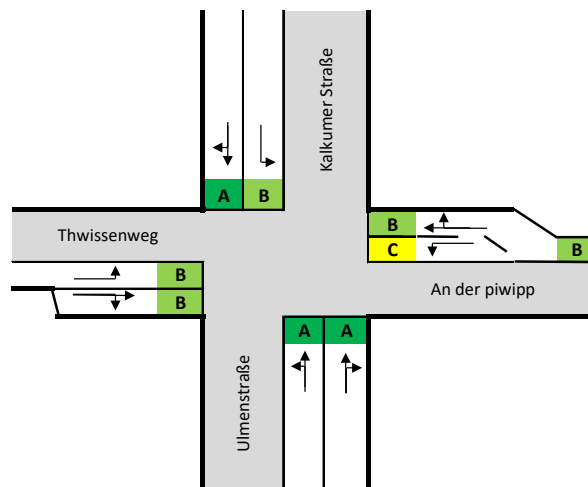 Kalkumer Straße
A B
B
Thwissenweg
C B
B
An der piwipp
B
A A
Ulmenstraße